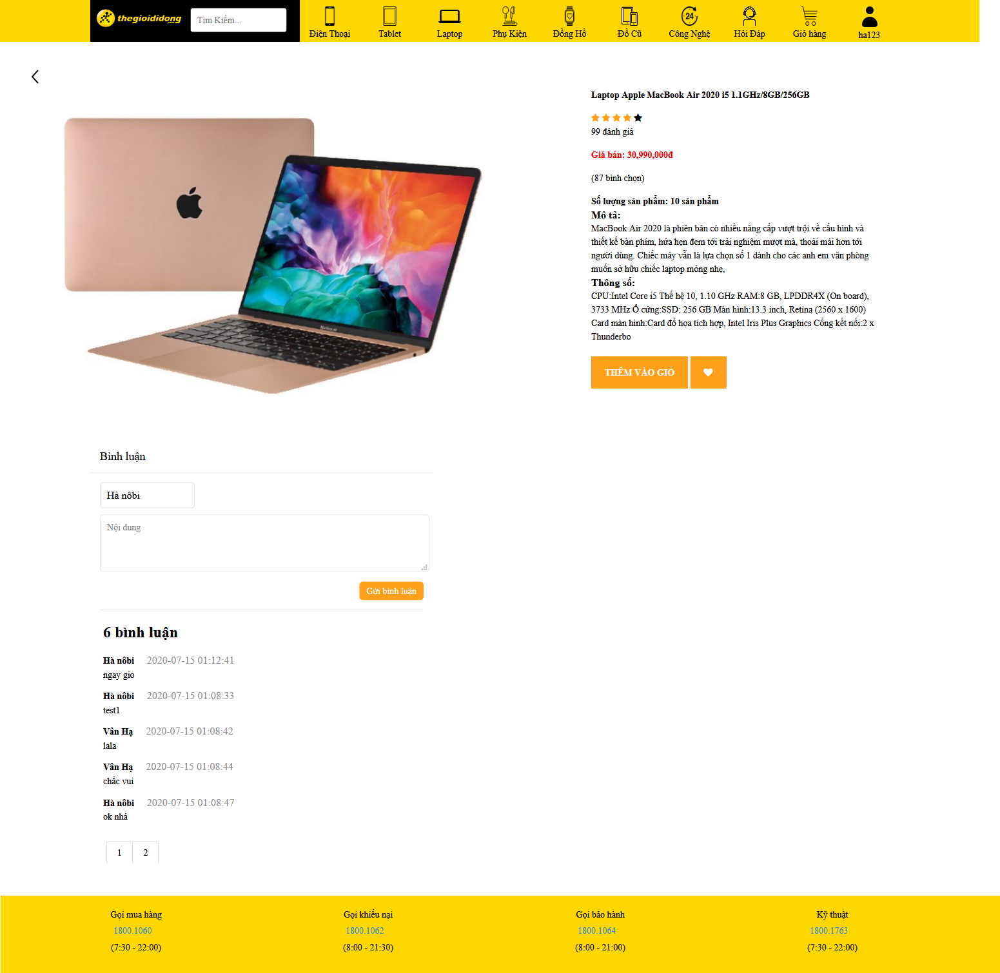 thegioididong
.com
Tìm Kiếm...
Điện Thoại
Tablet
Laptop
Phụ Kiện
Đồng Hồ
Đồ Cũ
24
Công Nghệ
Hỏi Đáp
Giỏ hàng
ha123
Laptop Apple MacBook Air 2020 i5 1.1GHz/8GB/256GB
99 đánh giá
Giá bán: 30,990,000đ
(87 bình chọn)
Số lượng sản phẩm: 10 sản phẩm
Mô tả:
MacBook Air 2020 là phiên bản có nhiều nâng cấp vượt trội về cấu hình và
thiết kế bàn phím, hứa hẹn đem tới trải nghiệm mượt mà, thoải mái hơn tới
người dùng. Chiếc máy vẫn là lựa chọn số 1 dành cho các anh em văn phòng
muốn sở hữu chiếc laptop mỏng nhẹ,
Thông số:
CPU:Intel Core i5 Thế hệ 10, 1.10 GHz RAM:8 GB, LPDDR4X (On board),
3733 MHz Ổ cứng:SSD: 256 GB Màn hình:13.3 inch, Retina (2560 x 1600)
Card màn hình:Card đồ họa tích hợp, Intel Iris Plus Graphics Cổng kết nối:2 x
Thunderbo
THÊM VÀO GIỎ
MacBook Air
Bình luận
Hà nôbi
Nội dung
Gửi bình luận
6 bình luận
Hà nôbi 2020-07-15 01:12:41
ngay gio
Hà nôbi 2020-07-15 01:08:33
test1
Vân Hạ 2020-07-15 01:08:42
lala
Vân Hạ 2020-07-15 01:08:44
chắc vui
Hà nôbi 2020-07-15 01:08:47
ok nhá
1 2
Gọi mua hàng
1800.1060
(7:30 - 22:00)
Gọi khiếu nại
1800.1062
(8:00 - 21:30)
Gọi bảo hành
1800.1064
(8:00 - 21:00)
Kỹ thuật
1800.1763
(7:30 - 22:00)